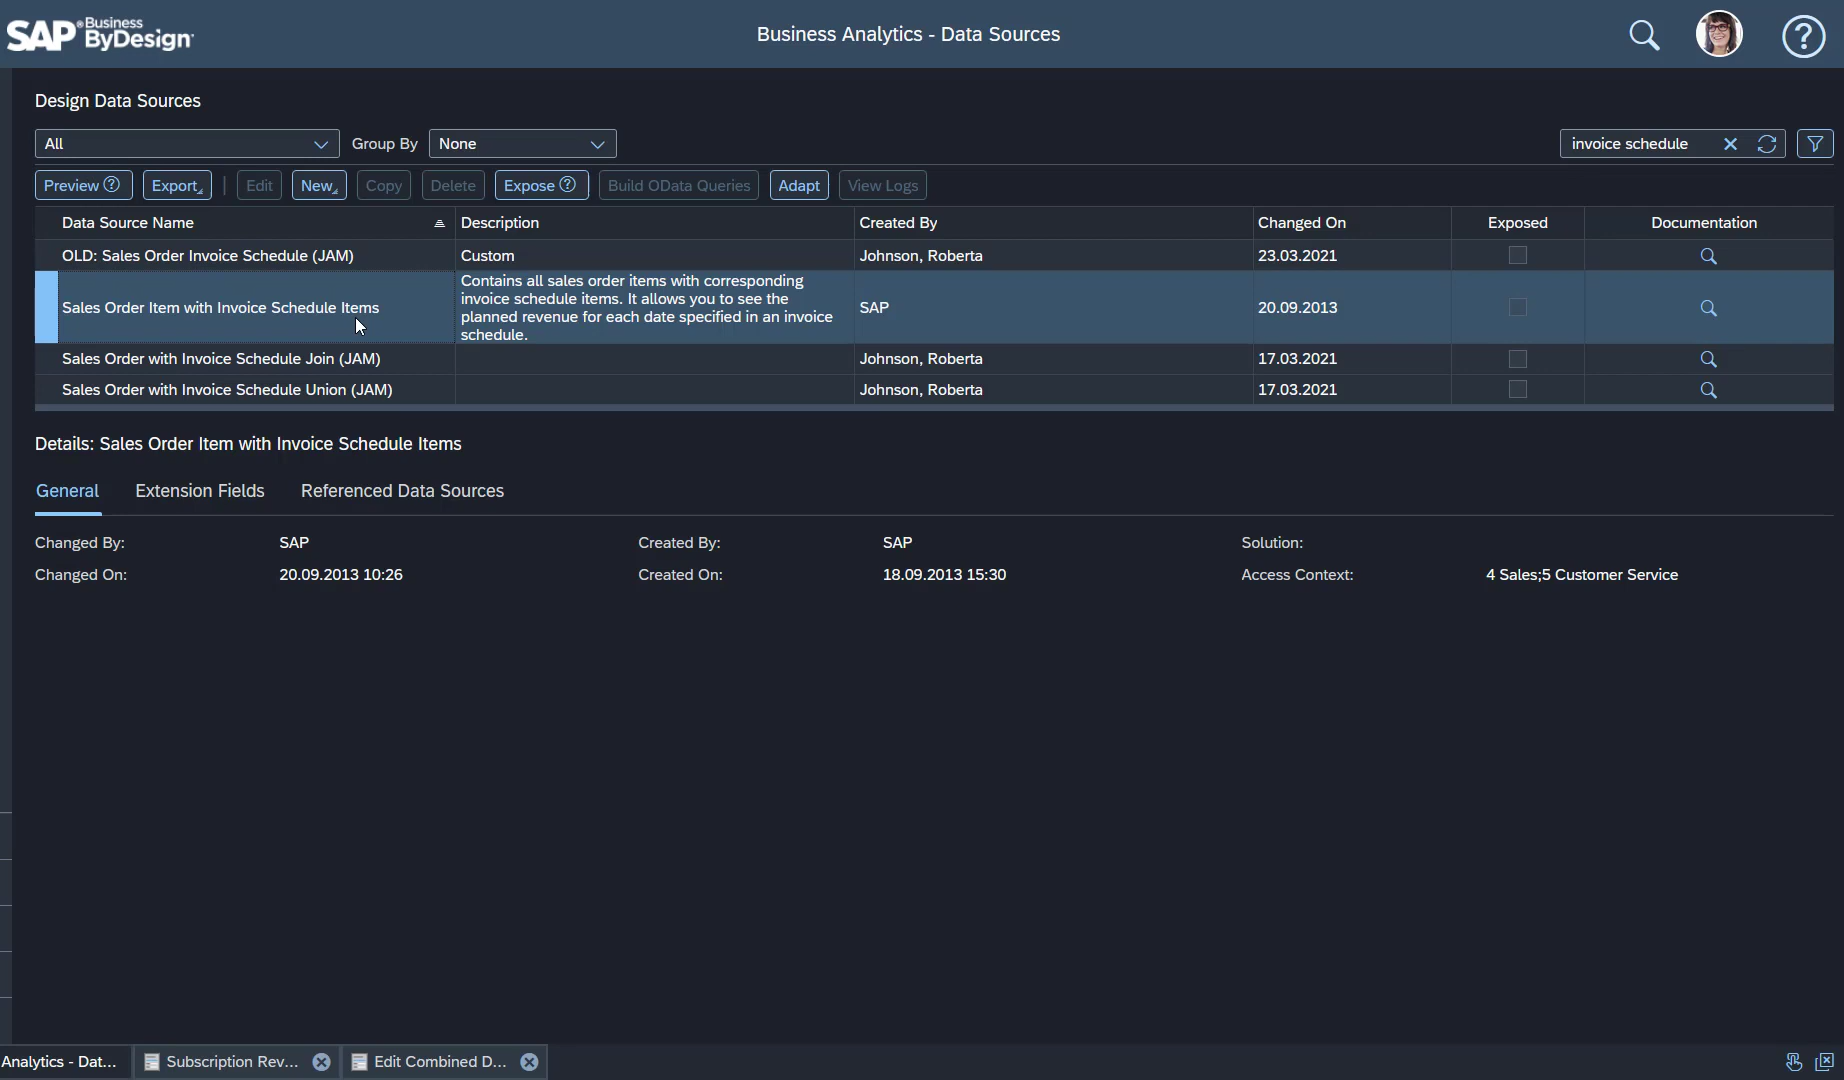 SAP Business ByDesign
Business Analytics - Data Sources
Design Data Sources
All Group By None invoice schedule
Preview Export Edit New Copy Delete Expose Build OData Queries Adapt View Logs
Data Source Name Description Created By Changed On Exposed Documentation
OLD: Sales Order Invoice Schedule (JAM) Custom Johnson, Roberta 23.03.2021
Sales Order Item with Invoice Schedule Items Contains all sales order items with corresponding
invoice schedule items. It allows you to see the
planned revenue for each date specified in an invoice
schedule. SAP 20.09.2013
Sales Order with Invoice Schedule Join (JAM) Johnson, Roberta 17.03.2021
Sales Order with Invoice Schedule Union (JAM) Johnson, Roberta 17.03.2021
Details: Sales Order Item with Invoice Schedule Items
General Extension Fields Referenced Data Sources
Changed By: SAP Created By: SAP Solution:
Changed On: 20.09.2013 10:26 Created On: 18.09.2013 15:30 Access Context: 4 Sales;5 Customer Service
Analytics - Dat... Subscription Rev... Edit Combined D...